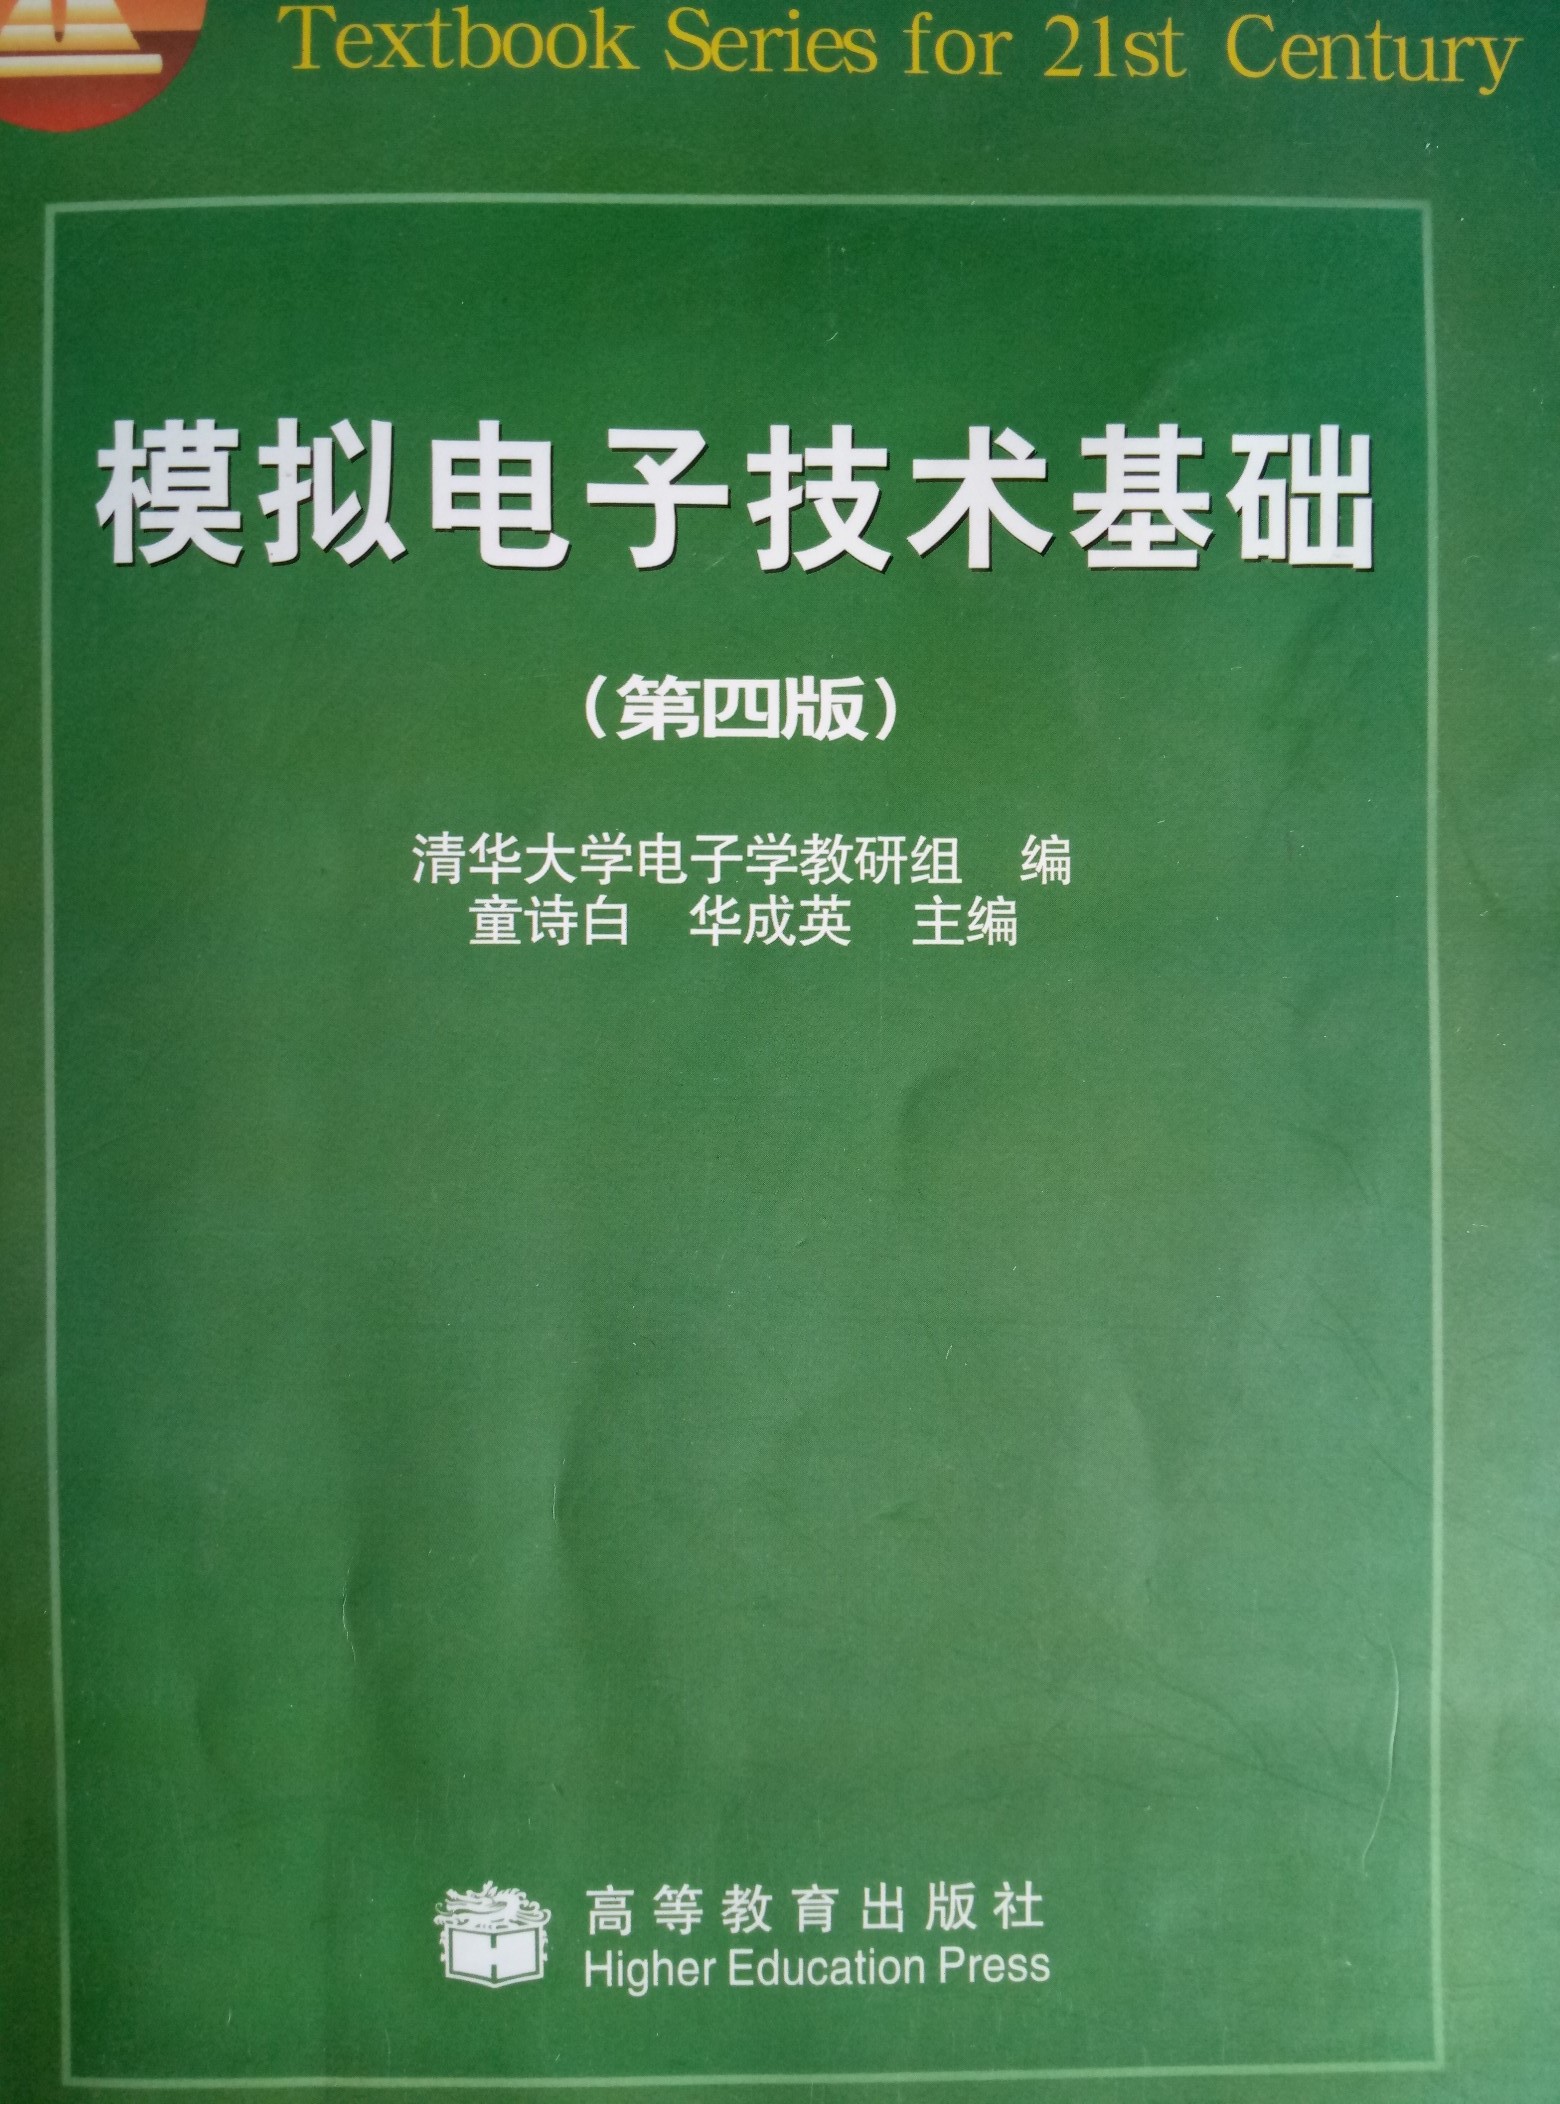 Textbook Series for 21st Century
模拟电子技术基础
（第四版）
清华大学电子学教研组 编
童诗白 华成英 主编
高等教育出版社
Higher Education Press